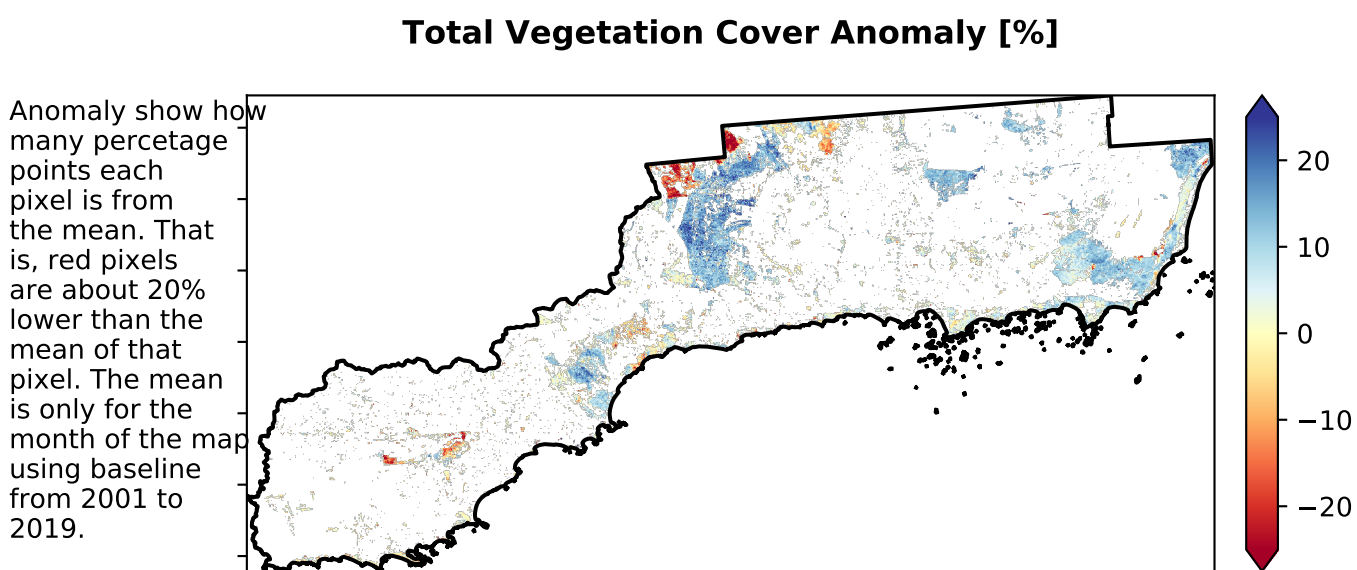 Total Vegetation Cover Anomaly [%]
Anomaly show how
many percetage
points each
pixel is from
the mean. That
is, red pixels
are about 20%
lower than the
mean of that
pixel. The mean
is only for the
month of the map
using baseline
from 2001 to
2019.
20
10
0
−10
−20